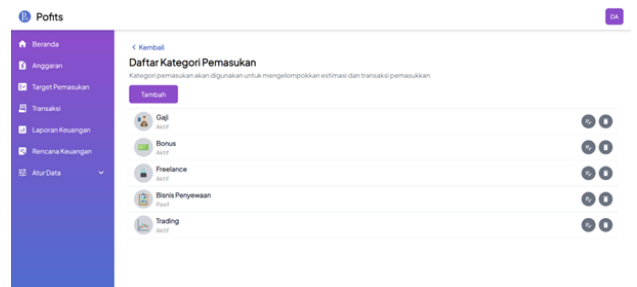 Pofits
DA
Beranda
Anggaran
Target Pemasukan
Transaksi
Laporan Keuangan
Rencana Keuangan
Atur Data
Kembali
Daftar Kategori Pemasukan
Kategori pemasukan akan digunakan untuk mengelompokkan estimasi dan transaksi pemasukkan
Tambah
Gaji
Aktif
Bonus
Aktif
Freelance
Aktif
Bisnis Penyewaan
Pasif
Trading
Aktif